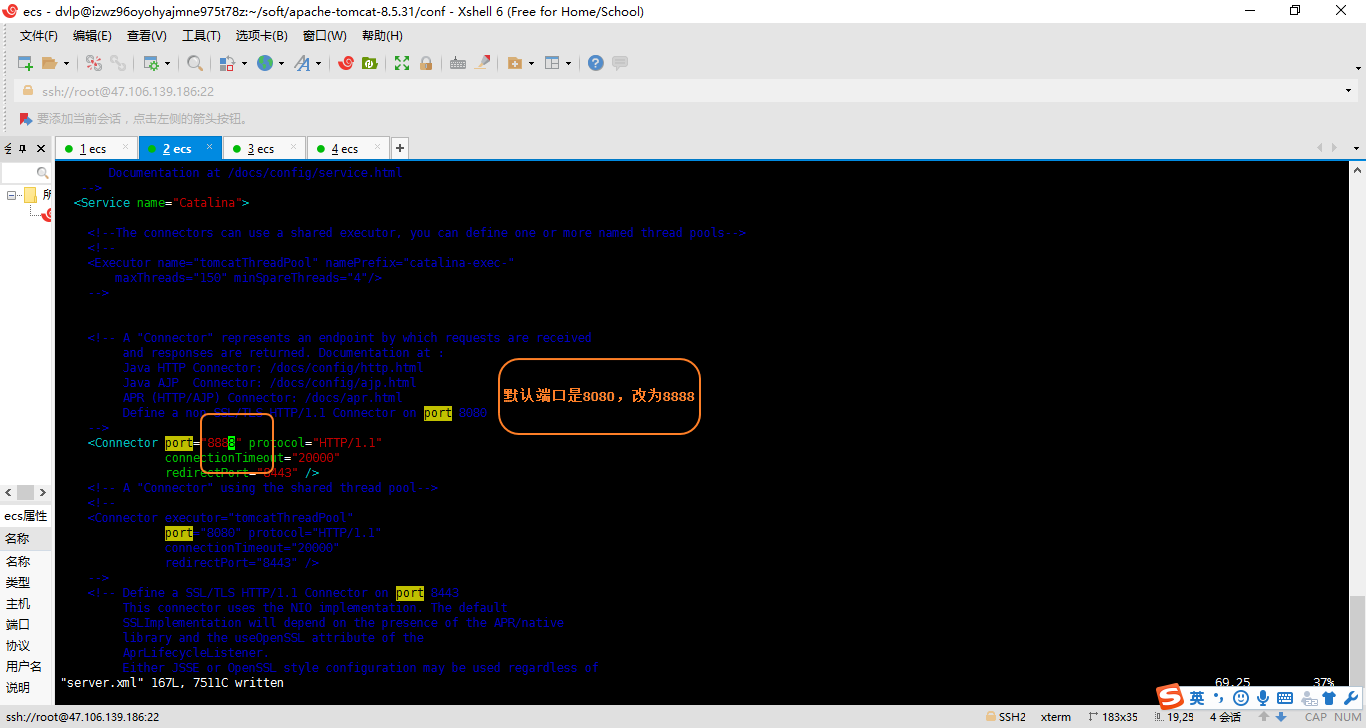 ecs - dvlp@izwz96oyohyajmne975t78z:~/soft/apache-tomcat-8.5.31/conf - Xshell 6 (Free for Home/School)
文件(F) 编辑(E) 查看(V) 工具(T) 选项卡(B) 窗口(W) 帮助(H)
ssh://root@47.106.139.186:22
要添加当前会话，点击左侧的箭头按钮。
1 ecs 2 ecs 3 ecs 4 ecs
Documentation at /docs/config/service.html
-->
<Service name="Catalina">
<!--The connectors can use a shared executor, you can define one or more named thread pools-->
<!--
<Executor name="tomcatThreadPool" namePrefix="catalina-exec-"
maxThreads="150" minSpareThreads="4"/>
-->
<!-- A "Connector" represents an endpoint by which requests are received
and responses are returned. Documentation at :
Java HTTP Connector: /docs/config/http.html
Java AJP  Connector: /docs/config/ajp.html
APR (HTTP/AJP) Connector: /docs/apr.html
Define a non-SSL/TLS HTTP/1.1 Connector on port 8080
-->
<Connector port="8888" protocol="HTTP/1.1"
connectionTimeout="20000"
redirectPort="8443" />
<!-- A "Connector" using the shared thread pool-->
<!--
<Connector executor="tomcatThreadPool"
port="8080" protocol="HTTP/1.1"
connectionTimeout="20000"
redirectPort="8443" />
-->
<!-- Define a SSL/TLS HTTP/1.1 Connector on port 8443
This connector uses the NIO implementation. The default
SSLImplementation will depend on the presence of the APR/native
library and the useOpenSSL attribute of the
AprLifecycleListener.
Either JSSE or OpenSSL style configuration may be used regardless of
"server.xml" 167L, 7511C written 69,25 37%
默认端口是8080，改为8888
所
ecs属性
名称
名称
类型
主机
端口
协议
用户名
说明
英
ssh://root@47.106.139.186:22 SSH2 xterm 183x35 19,25 4 会话 CAP NUM